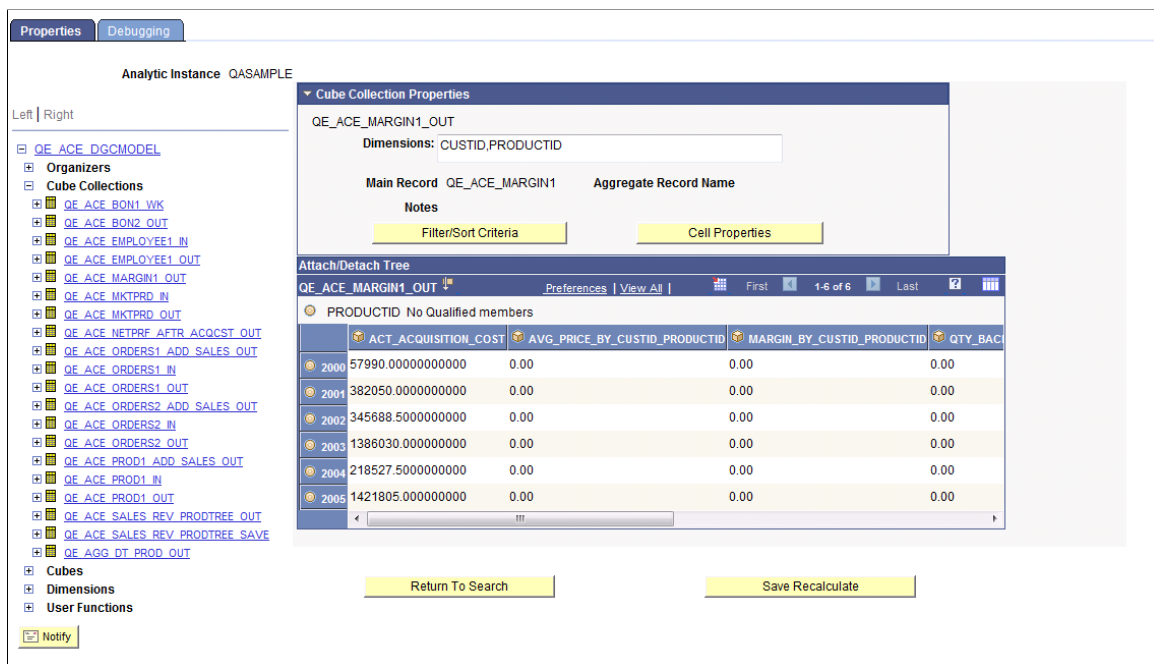 Properties Debugging
Analytic Instance QASAMPLE
Left | Right
QE_ACE_DGCMODEL
Organizers
Cube Collections
QE_ACE_BON1_WK
QE_ACE_BON2_OUT
QE_ACE_EMPLOYEE1_IN
QE_ACE_EMPLOYEE1_OUT
QE_ACE_MARGIN1_OUT
QE_ACE_MKTPRD_IN
QE_ACE_MKTPRD_OUT
QE_ACE_NETPRF_AFTR_ACQCST_OUT
QE_ACE_ORDERS1_ADD_SALES_OUT
QE_ACE_ORDERS1_IN
QE_ACE_ORDERS1_OUT
QE_ACE_ORDERS2_ADD_SALES_OUT
QE_ACE_ORDERS2_IN
QE_ACE_ORDERS2_OUT
QE_ACE_PROD1_ADD_SALES_OUT
QE_ACE_PROD1_IN
QE_ACE_PROD1_OUT
QE_ACE_SALES_REV_PRODTREE_OUT
QE_ACE_SALES_REV_PRODTREE_SAVE
QE_AGG_DT_PROD_OUT
Cubes
Dimensions
User Functions
Notify
Cube Collection Properties
QE_ACE_MARGIN1_OUT
Dimensions: CUSTID,PRODUCTID
Main Record QE_ACE_MARGIN1 Aggregate Record Name
Notes
Filter/Sort Criteria Cell Properties
Attach/Detach Tree
QE_ACE_MARGIN1_OUT Preferences | View All | First 1-6 of 6 Last
PRODUCTID No Qualified members
ACT_ACQUISITION_COST AVG_PRICE_BY_CUSTID_PRODUCTID MARGIN_BY_CUSTID_PRODUCTID QTY_BAC
2000 57990.00000000000 0.00 0.00 0.00
2001 382050.0000000000 0.00 0.00 0.00
2002 345688.5000000000 0.00 0.00 0.00
2003 1386030.000000000 0.00 0.00 0.00
2004 218527.5000000000 0.00 0.00 0.00
2005 1421805.000000000 0.00 0.00 0.00
Return To Search Save Recalculate